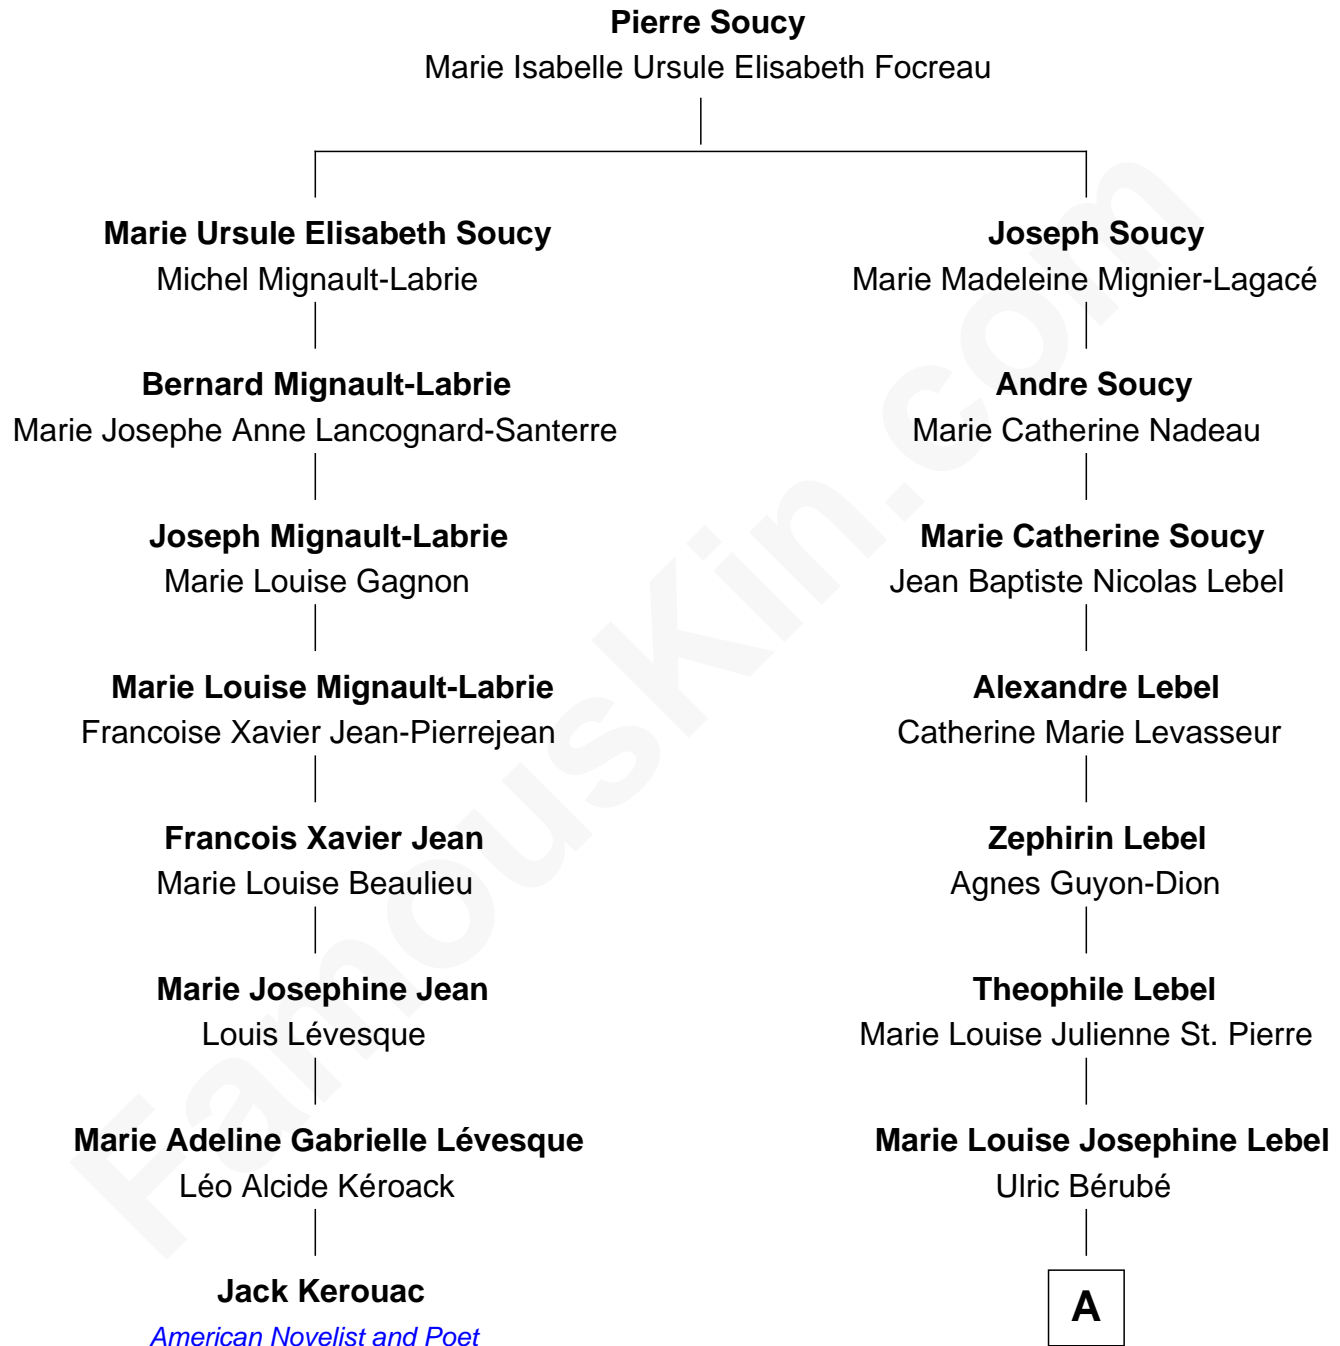 Pierre Soucy
Marie Isabelle Ursule Elisabeth Focreau
Marie Ursule Elisabeth Soucy
Michel Mignault-Labrie
Bernard Mignault-Labrie
Marie Josephe Anne Lancognard-Santerre
Joseph Mignault-Labrie
Marie Louise Gagnon
Marie Louise Mignault-Labrie
Francoise Xavier Jean-Pierrejean
Francois Xavier Jean
Marie Louise Beaulieu
Marie Josephine Jean
Louis Lévesque
Marie Adeline Gabrielle Lévesque
Léo Alcide Kéroack
Jack Kerouac
American Novelist and Poet
Joseph Soucy
Marie Madeleine Mignier-Lagacé
Andre Soucy
Marie Catherine Nadeau
Marie Catherine Soucy
Jean Baptiste Nicolas Lebel
Alexandre Lebel
Catherine Marie Levasseur
Zephirin Lebel
Agnes Guyon-Dion
Theophile Lebel
Marie Louise Julienne St. Pierre
Marie Louise Josephine Lebel
Ulric Bérubé
A
FamousKin.com